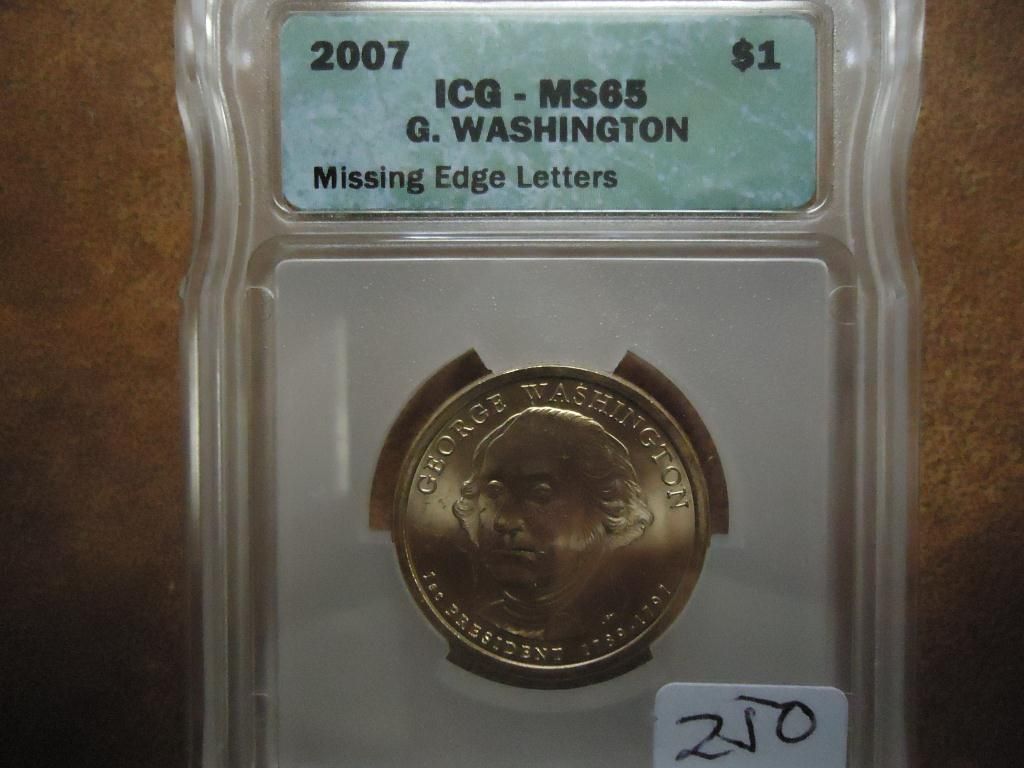 2007 $1
ICG - MS65
G. WASHINGTON
Missing Edge Letters
GEORGE WASHINGTON
1st PRESIDENT 1789-1797
250